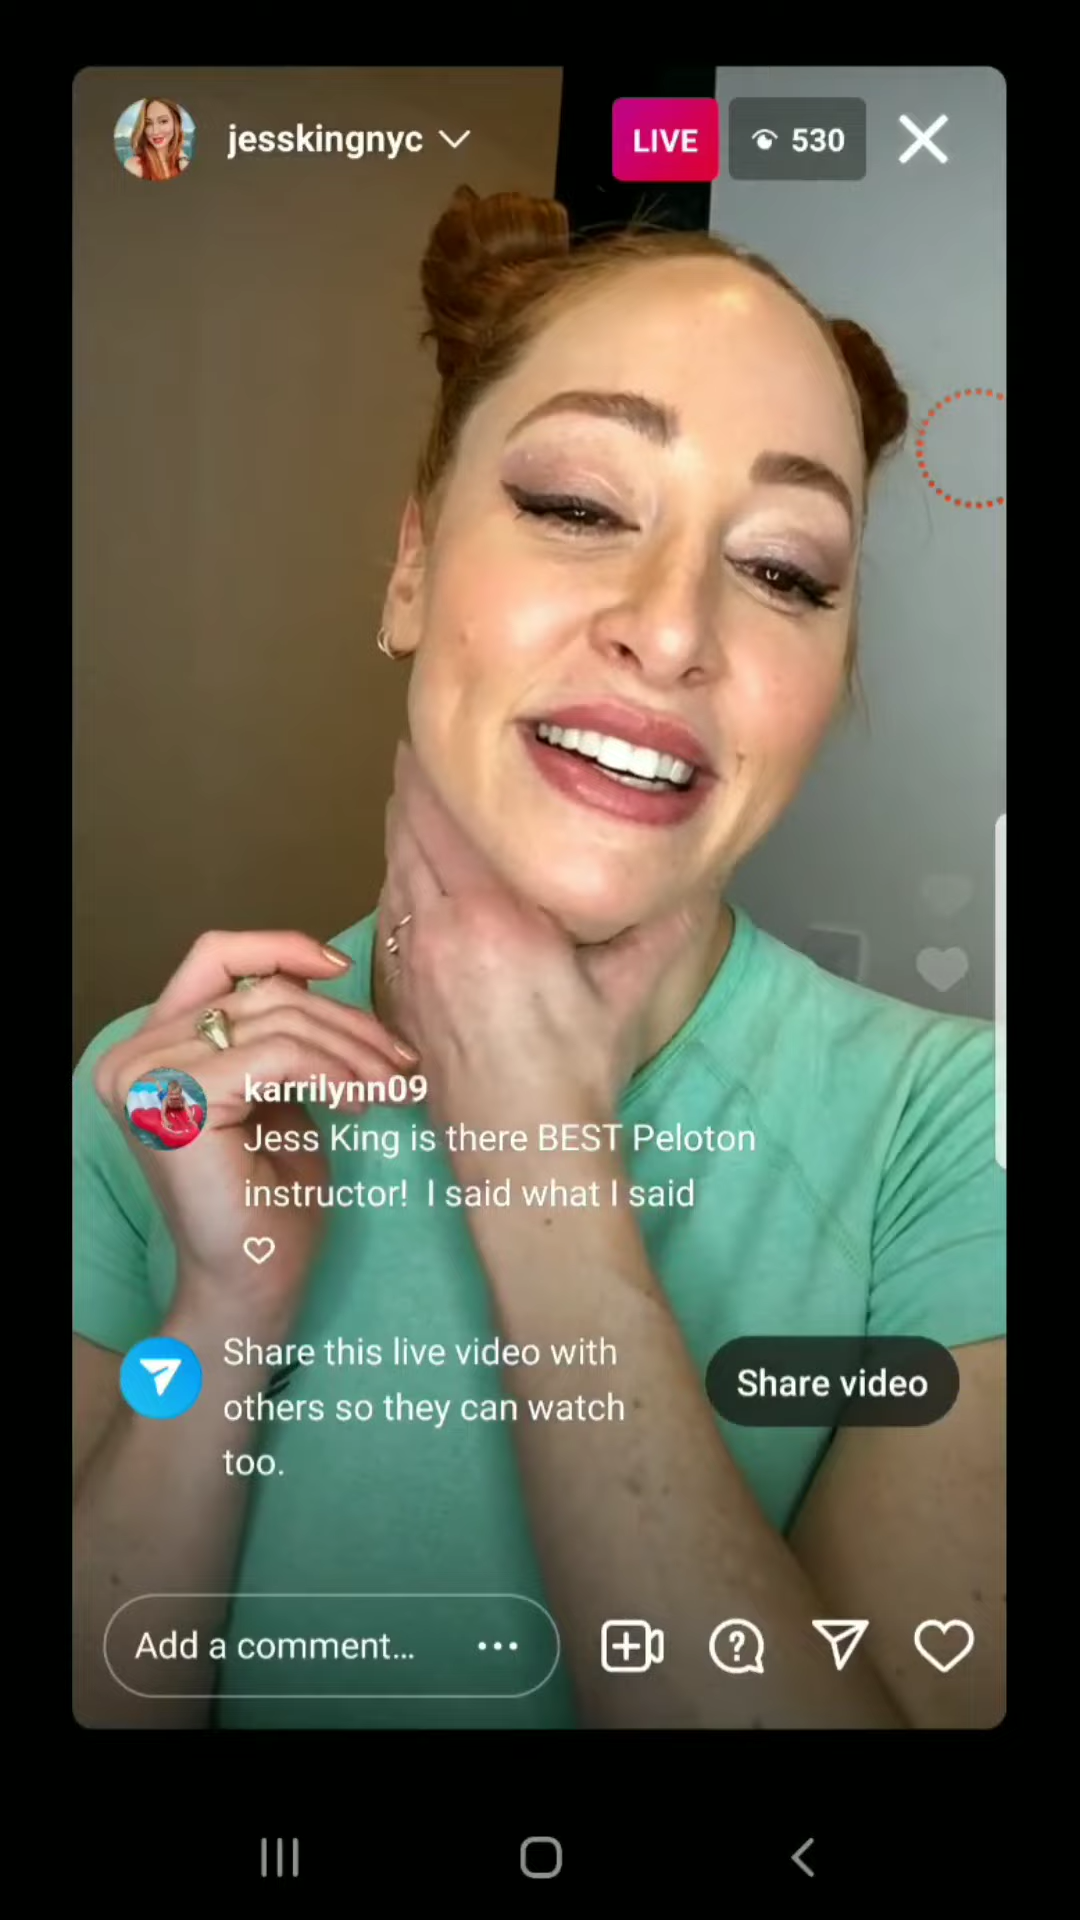 jesskingnyc
LIVE
530
karrilynn09
Jess King is there BEST Peloton
instructor! I said what I said
Share this live video with
others so they can watch
too.
Share video
Add a comment...